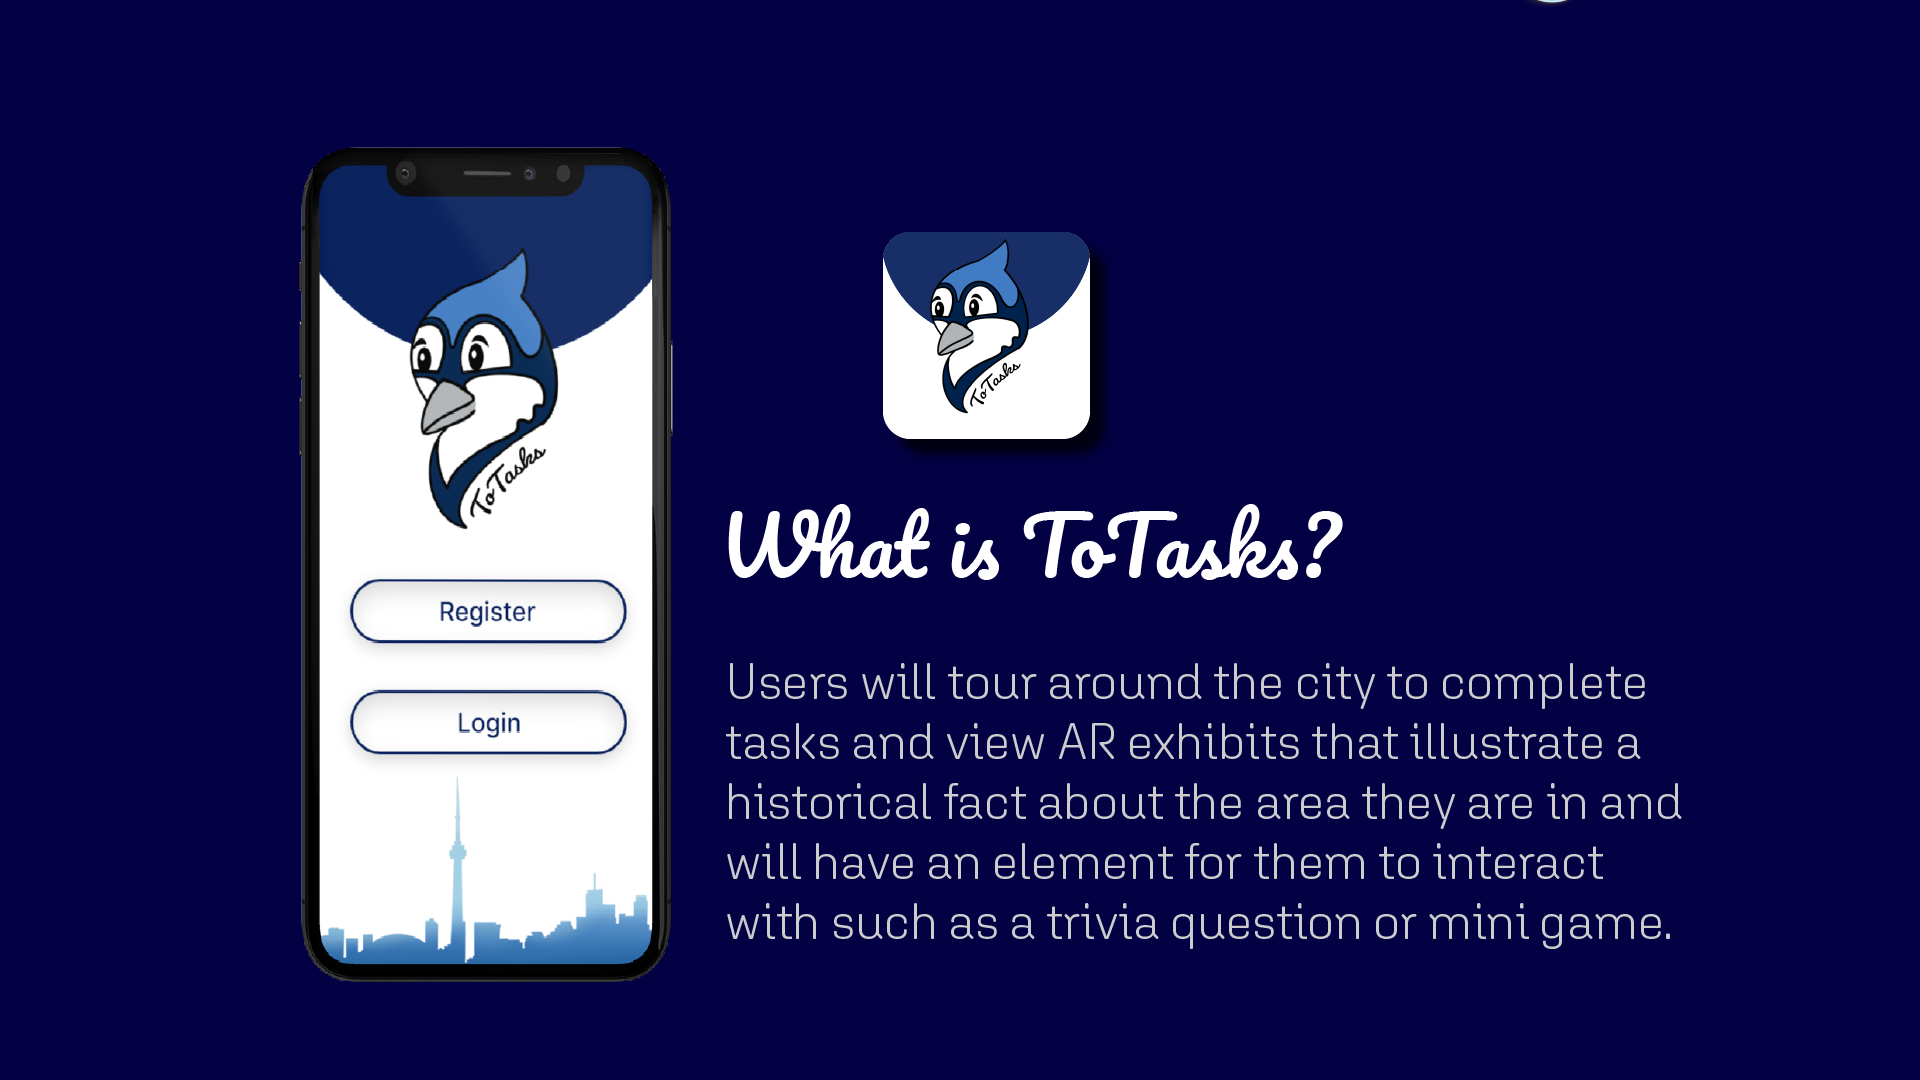 ToTasks
Register
Login
ToTasks
What is ToTasks?
Users will tour around the city to complete
tasks and view AR exhibits that illustrate a
historical fact about the area they are in and
will have an element for them to interact
with such as a trivia question or mini game.